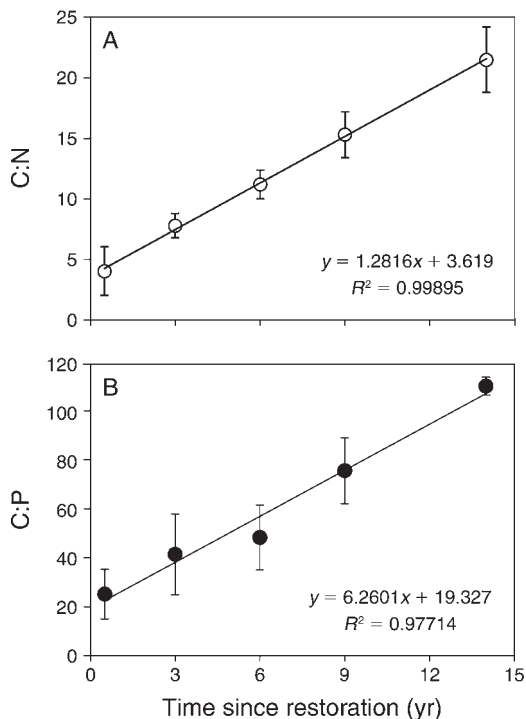 25
A
20
15
C:N
10
5
y = 1.2816x + 3.619
R² = 0.99895
0
120
B
100
80
C:P
60
40
y = 6.2601x + 19.327
20
R² = 0.97714
0
0 3 6 9 12 15
Time since restoration (yr)